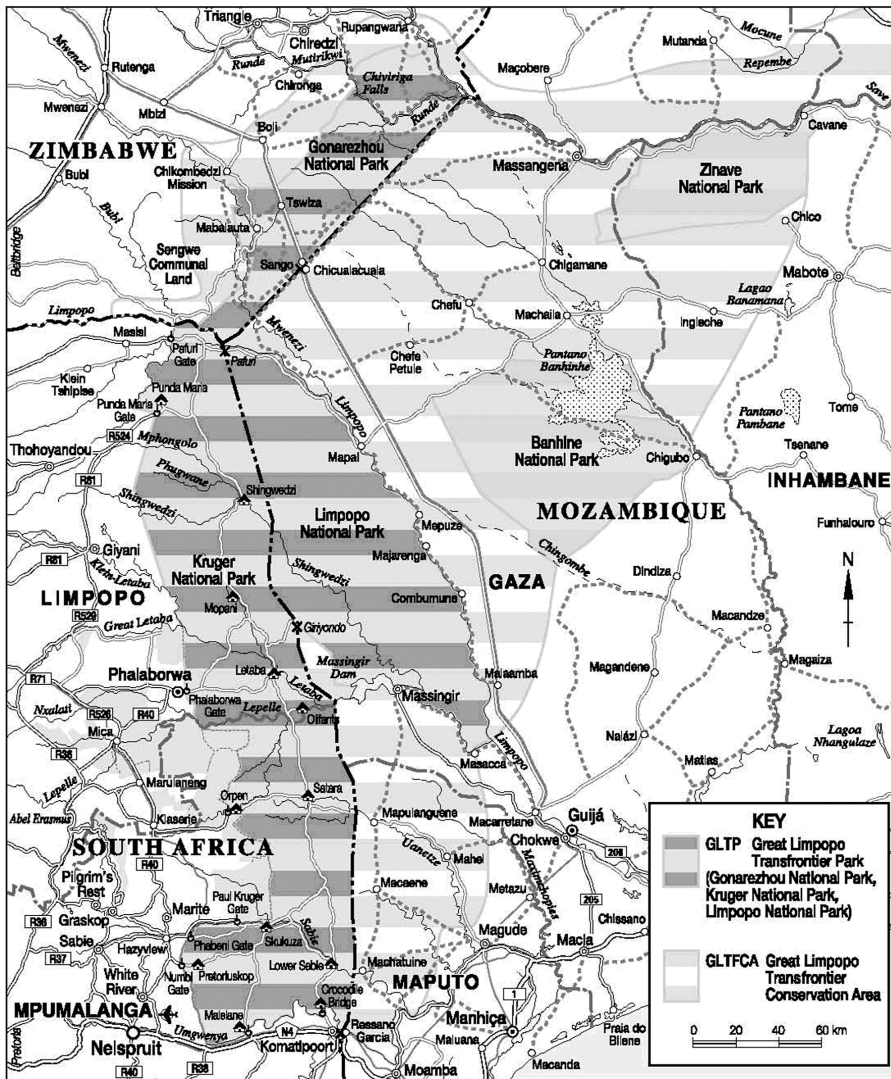 Triangle
Rupangwana
Chiredzi
Mutirikwi
Runde
Chironga
Chiviriga
Falls
Mutanda
Mocune
Repembe
Maçobere
Mwenezi
Rutenga
Mwenezi
Mbizi
Boli
Runde
Save
Cavane
ZIMBABWE
Gonarezhou
National Park
Massangena
Zinave
National Park
Chikombedzi
Mission
Bubi
Bubi
Tswiza
Mabalauta
Chico
Sengwe
Communal
Land
Beitbridge
Sango
Chicualacuala
Chigamane
Mabote
Lagao
Banamana
Limpopo
Chefu
Machaila
Ingleche
Masisi
Pafuri
Gate
Pafuri
Mwenezi
Chefe
Petule
Pantano
Banhinhe
Klein
Tshipise
Punda Maria
Punda Maria
Gate
Limpopo
Tome
Pantano
Pambane
R524
Mphongolo
Mapai
Banhine
National Park
Chigubo
Tsenane
Thohoyandou
R81
Phugwane
Shingwedzi
Shingwedzi
INHAMBANE
Limpopo
National Park
Mepuze
MOZAMBIQUE
Funhalouro
R81
Giyani
Klein-Letaba
Kruger
National Park
Shingwedzi
Majarenga
Chingombe
Dindiza
N
GAZA
LIMPOPO
Mopani
Combumune
R529
Great Letaba
Giriyondo
Macandze
R71
Phalaborwa
Letaba
Massingir
Dam
Malaamba
Magandene
Magaiza
Phalaborwa
Gate
Letaba
Massingir
Nxalati
R526
R40
Lepelle
Olifants
Limpopo
Nalázi
Lagoa
Nhangulaze
Mica
R36
Lepelle
Marulaneng
Masacca
Matias
Satara
Orpen
Abel Erasmus
Klaserie
Mapulanguene
Macarretane
Guijá
Chokwe
SOUTH AFRICA
Uanetze
Mahel
Mazimchopes
206
R40
Pilgrim's
Rest
Paul Kruger
Gate
Macaene
Metazu
205
R36
Graskop
Marite
Chissano
Sabie
Hazyview
Phabeni Gate
Skukuza
Sabie
Magude
Macia
R37
Numbi
Gate
Pretoriuskop
Lower Sabie
Machatuine
White
River
Crocodile
Bridge
MAPUTO
MPUMALANGA
Malelane
Manhiça
1
Praia do
Bilene
Pretoria
Umgwenya
N4
Nelspruit
Komatipoort
Ressano
Garcia
Maluana
R40
R38
Moamba
Macanda
KEY
GLTP Great Limpopo
Transfrontier Park
(Gonarezhou National Park,
Kruger National Park,
Limpopo National Park)
GLTFCA Great Limpopo
Transfrontier
Conservation Area
0 20 40 60 km